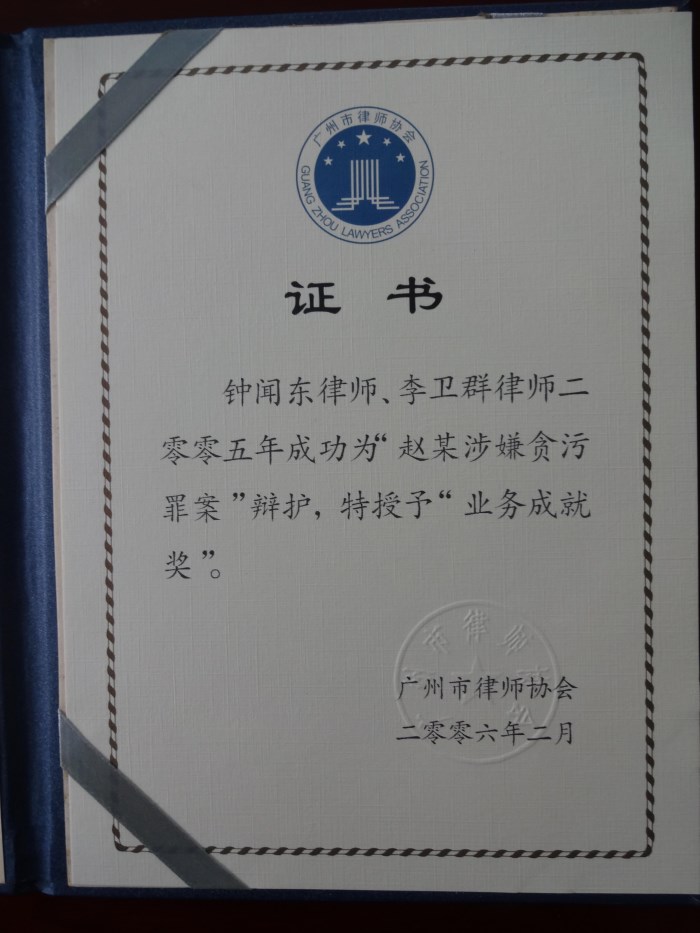 广州市律师协会
GUANG ZHOU LAWYERS ASSOCIATION
证 书
钟闻东律师、李卫群律师二
零零五年成功为“赵某涉嫌贪污
罪案”辩护，特授予“业务成就
奖”。
市律师
广州市律师协会
二零零六年二月